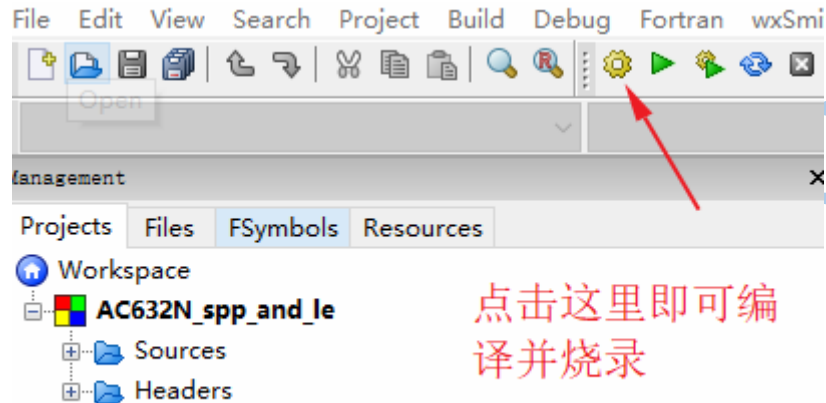 File Edit View Search Project Build Debug Fortran wxSmi
Open
Management
Projects Files FSymbols Resources
Workspace
AC632N_spp_and_le
Sources
Headers
点击这里即可编
译并烧录